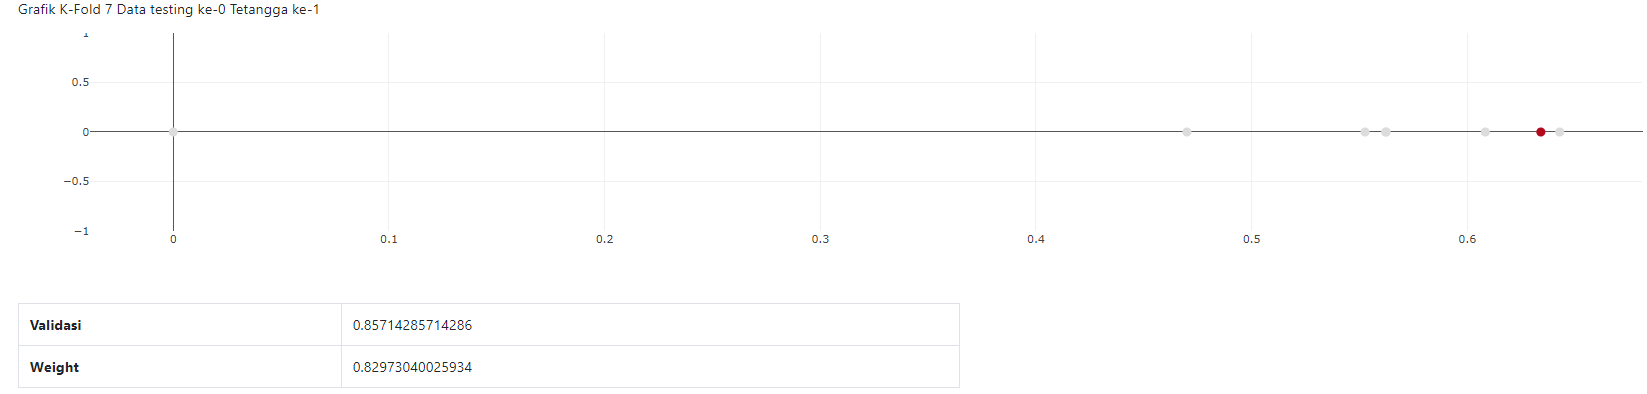 Grafik K-Fold 7 Data testing ke-0 Tetangga ke-1
1
0.5
0
−0.5
−1
0 0.1 0.2 0.3 0.4 0.5 0.6
Validasi 0.85714285714286
Weight 0.82973040025934